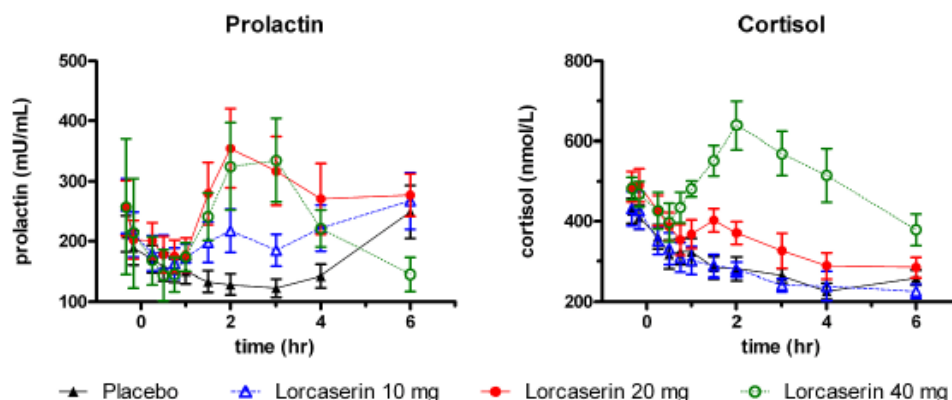 Prolactin
500
400
300
200
100
prolactin (mU/mL)
0 2 4 6
time (hr)
Cortisol
800
600
400
200
cortisol (nmol/L)
0 2 4 6
time (hr)
Placebo Lorcaserin 10 mg Lorcaserin 20 mg Lorcaserin 40 mg